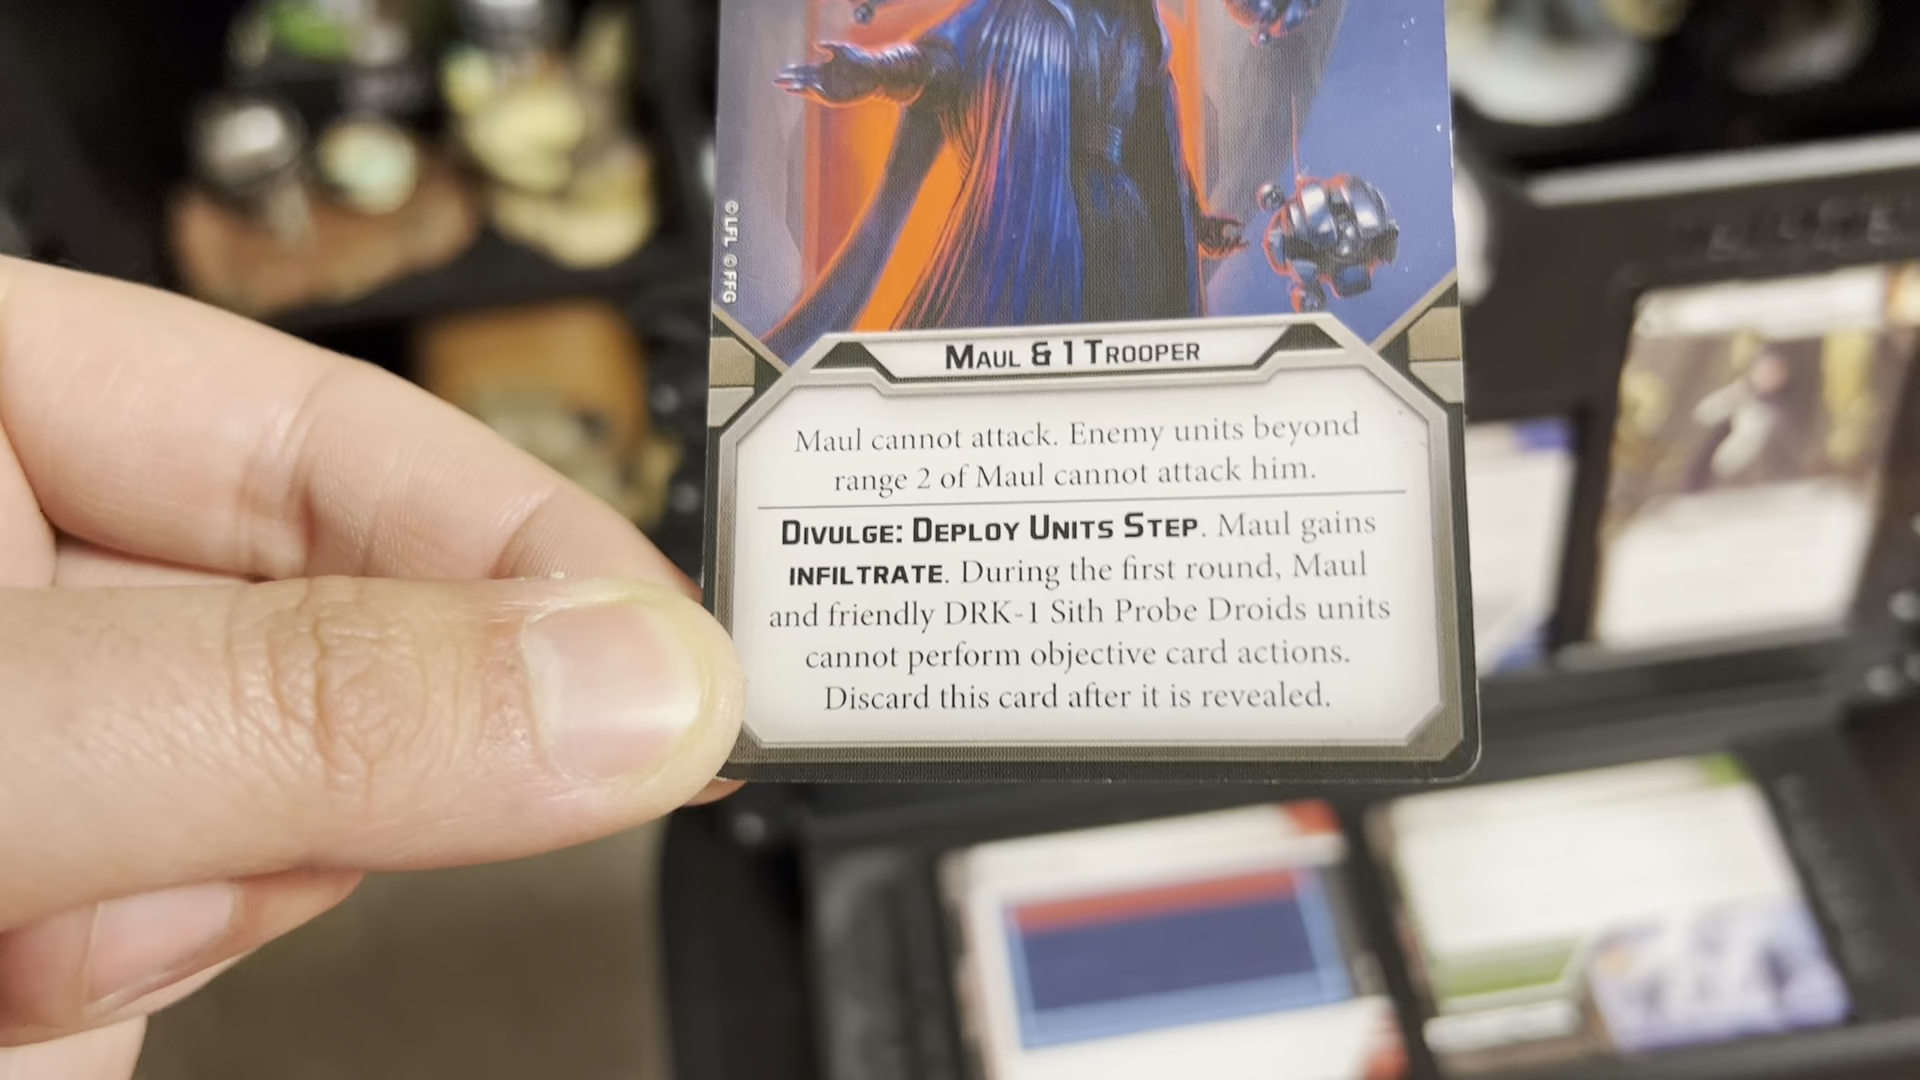 ©LFL ©FFG
MAUL & 1 TROOPER
Maul cannot attack. Enemy units beyond
range 2 of Maul cannot attack him.
DIVULGE: DEPLOY UNITS STEP. Maul gains
INFILTRATE. During the first round, Maul
and friendly DRK-1 Sith Probe Droids units
cannot perform objective card actions.
Discard this card after it is revealed.